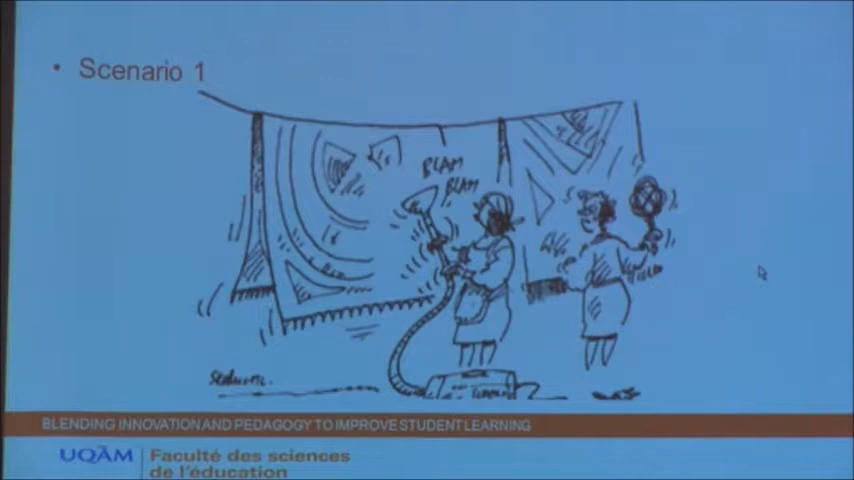 • Scenario 1
BLAM
BLAM
BLENDING INNOVATION AND PEDAGOGY TO IMPROVE STUDENT LEARNING
UQÀM
Faculté des sciences
de l'éducation